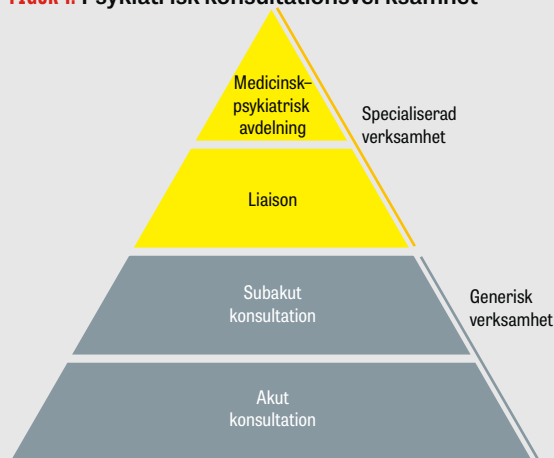 Psykiatrisk konsultationsverksamhet
Medicinsk–
psykiatrisk
avdelning
Specialiserad
verksamhet
Liaison
Subakut
konsultation
Generisk
verksamhet
Akut
konsultation